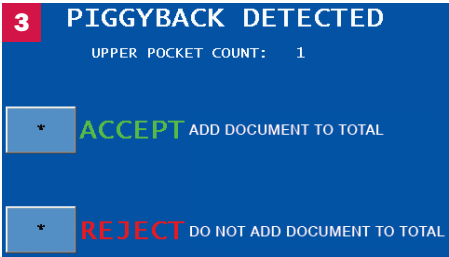 3 PIGGYBACK DETECTED
UPPER POCKET COUNT: 1
* ACCEPT ADD DOCUMENT TO TOTAL
* REJECT DO NOT ADD DOCUMENT TO TOTAL